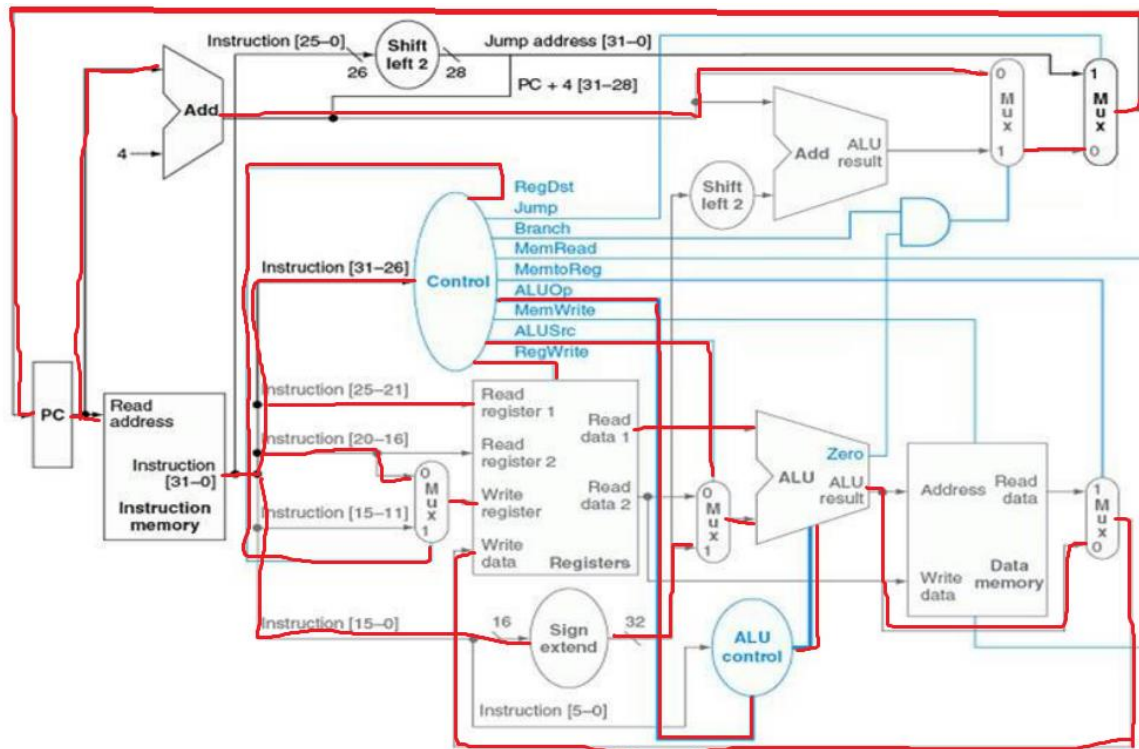 Instruction [25–0]
Shift
left 2
Jump address [31–0]
26
28
PC + 4 [31–28]
Add
4
0
M
u
x
1
1
M
u
x
0
Add
ALU
result
Shift
left 2
RegDst
Jump
Branch
MemRead
MemtoReg
ALUOp
MemWrite
ALUSrc
RegWrite
Instruction [31–26]
Control
PC
Read
address
Instruction
[31–0]
Instruction
memory
Instruction [25–21]
Instruction [20–16]
Instruction [15–11]
0
M
u
x
1
Read
register 1
Read
register 2
Write
register
Write
data
Read
data 1
Read
data 2
Registers
0
M
u
x
1
Zero
ALU
ALU
result
Address
Read
data
Write
data
Data
memory
1
M
u
x
0
Instruction [15–0]
16
Sign
extend
32
ALU
control
Instruction [5–0]